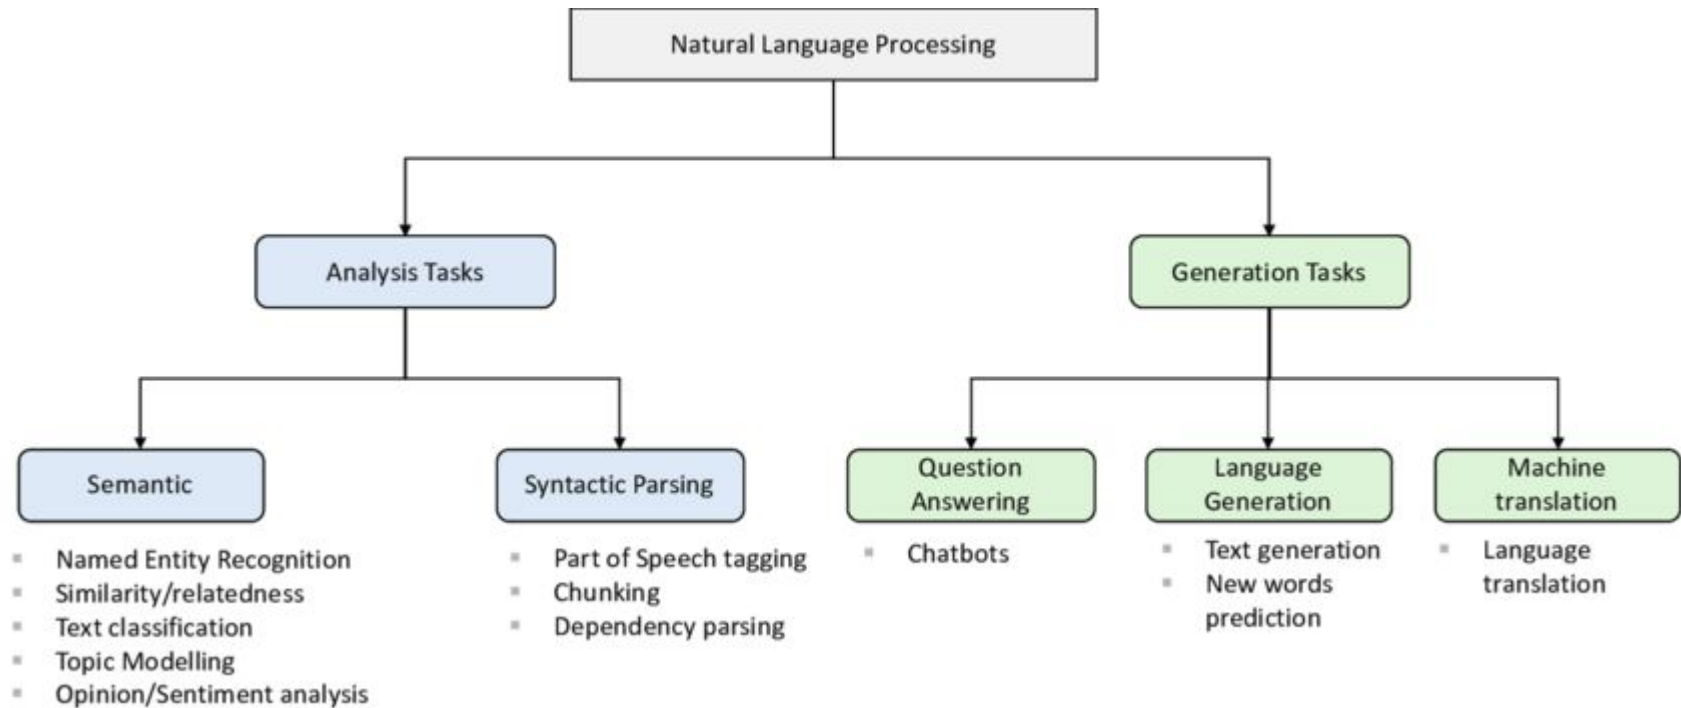 Natural Language Processing
Analysis Tasks
Generation Tasks
Semantic
Syntactic Parsing
Question
Answering
Language
Generation
Machine
translation
Named Entity Recognition
Similarity/relatedness
Text classification
Topic Modelling
Opinion/Sentiment analysis
Part of Speech tagging
Chunking
Dependency parsing
Chatbots
Text generation
New words
prediction
Language
translation